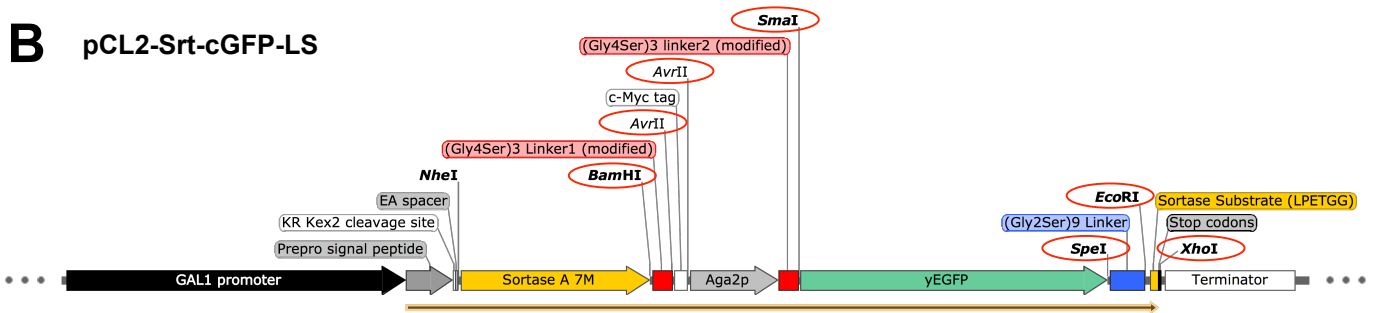 B
pCL2-Srt-cGFP-LS
SmaI
(Gly4Ser)3 linker2 (modified)
AvrII
c-Myc tag
AvrII
(Gly4Ser)3 Linker1 (modified)
NheI
BamHI
EA spacer
EcoRI
Sortase Substrate (LPETGG)
KR Kex2 cleavage site
(Gly2Ser)9 Linker
Stop codons
Prepro signal peptide
SpeI
XhoI
GAL1 promoter
Sortase A 7M
Aga2p
yEGFP
Terminator